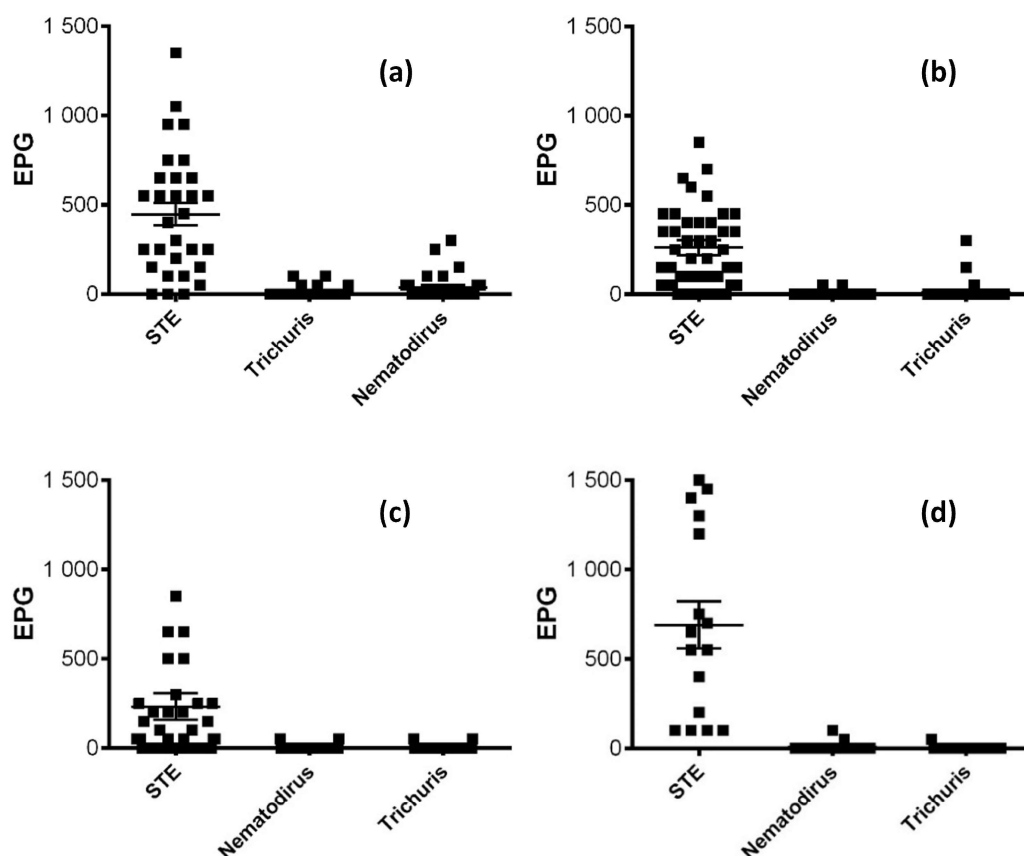 1 500
(a)
1 000
EPG
500
0
STE
Trichuris
Nematodirus
1 500
(b)
1 000
EPG
500
0
STE
Nematodirus
Trichuris
1 500
(c)
1 000
EPG
500
0
STE
Nematodirus
Trichuris
1 500
(d)
1 000
EPG
500
0
STE
Nematodirus
Trichuris